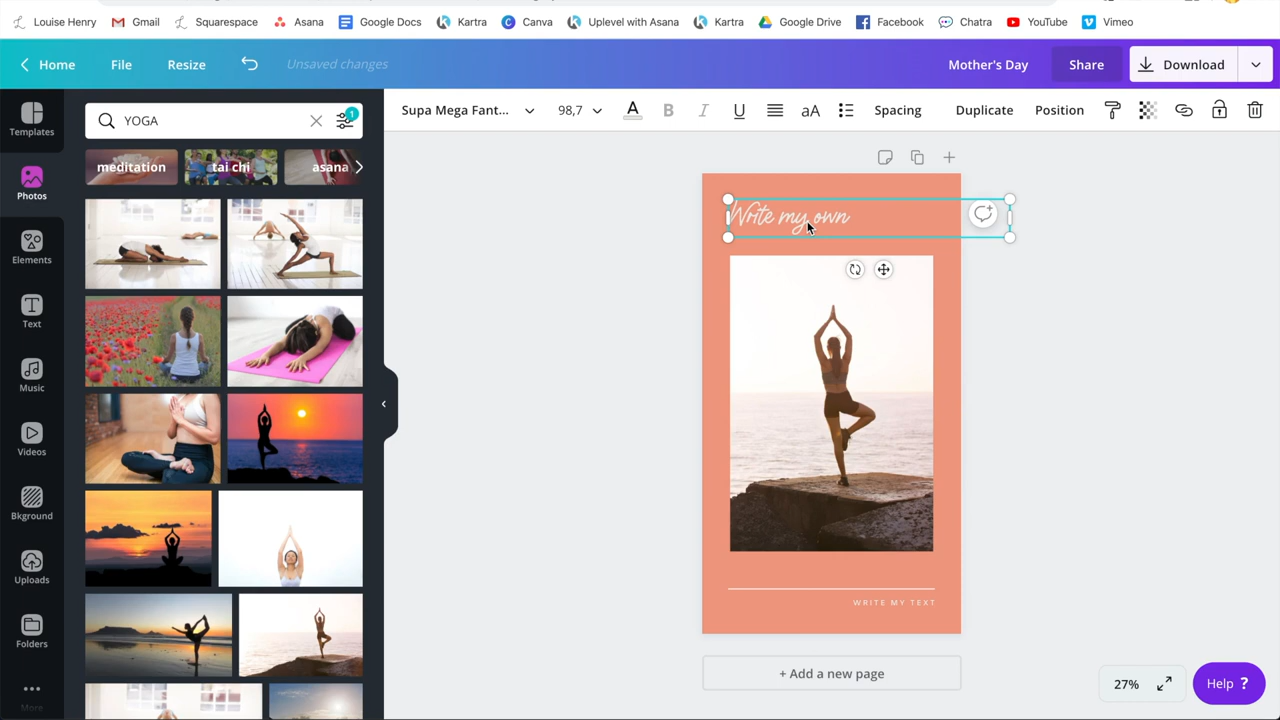 Louise Henry Gmail Squarespace Asana Google Docs Kartra Canva Uplevel with Asana Kartra Google Drive Facebook Chatra YouTube Vimeo
Home File Resize Unsaved changes Mother's Day Share Download
Templates
Photos
Elements
Text
Music
Videos
Bkground
Uploads
Folders
More
YOGA 1
meditation tai chi asana
Supa Mega Fant... 98,7 A B I U aA Spacing Duplicate Position
Write my own
WRITE MY TEXT
+ Add a new page
27% Help ?